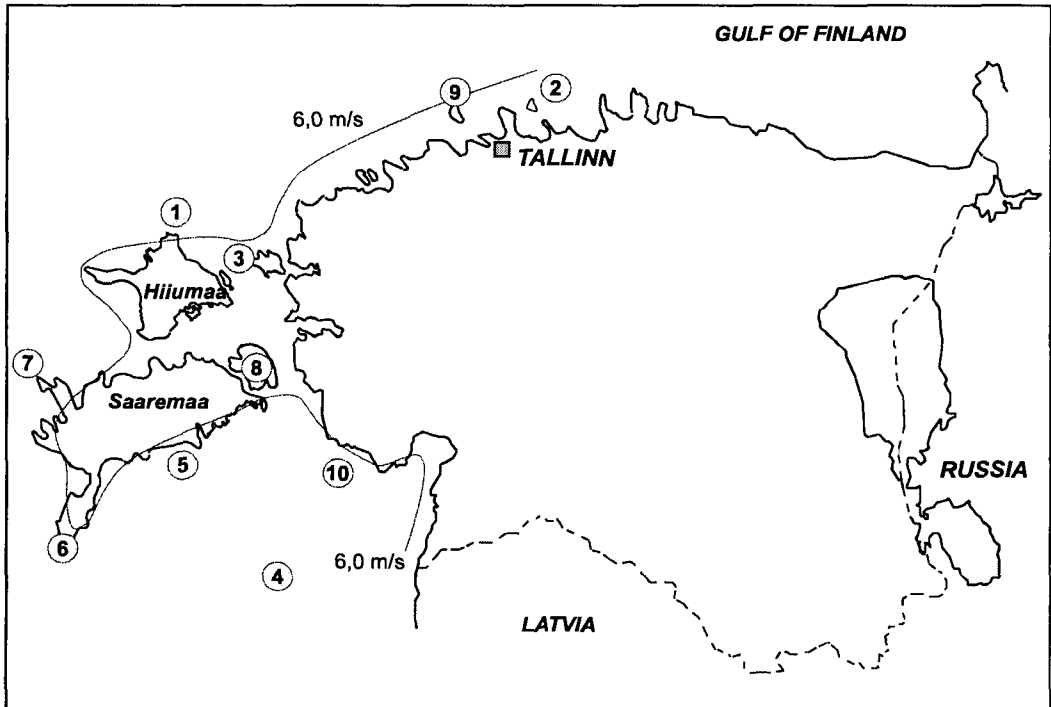 GULF OF FINLAND
9
2
6,0 m/s
TALLINN
1
3
Hiiumaa
7
8
Saaremaa
5
10
RUSSIA
6
6,0 m/s
4
LATVIA